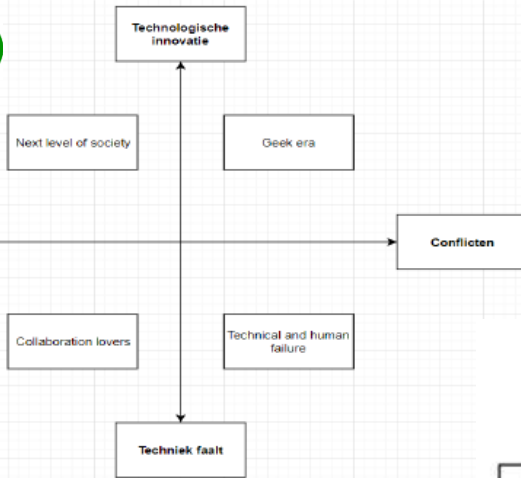 Technologische
innovatie
Next level of society
Geek era
Conflicten
Collaboration lovers
Technical and human
failure
Techniek faalt